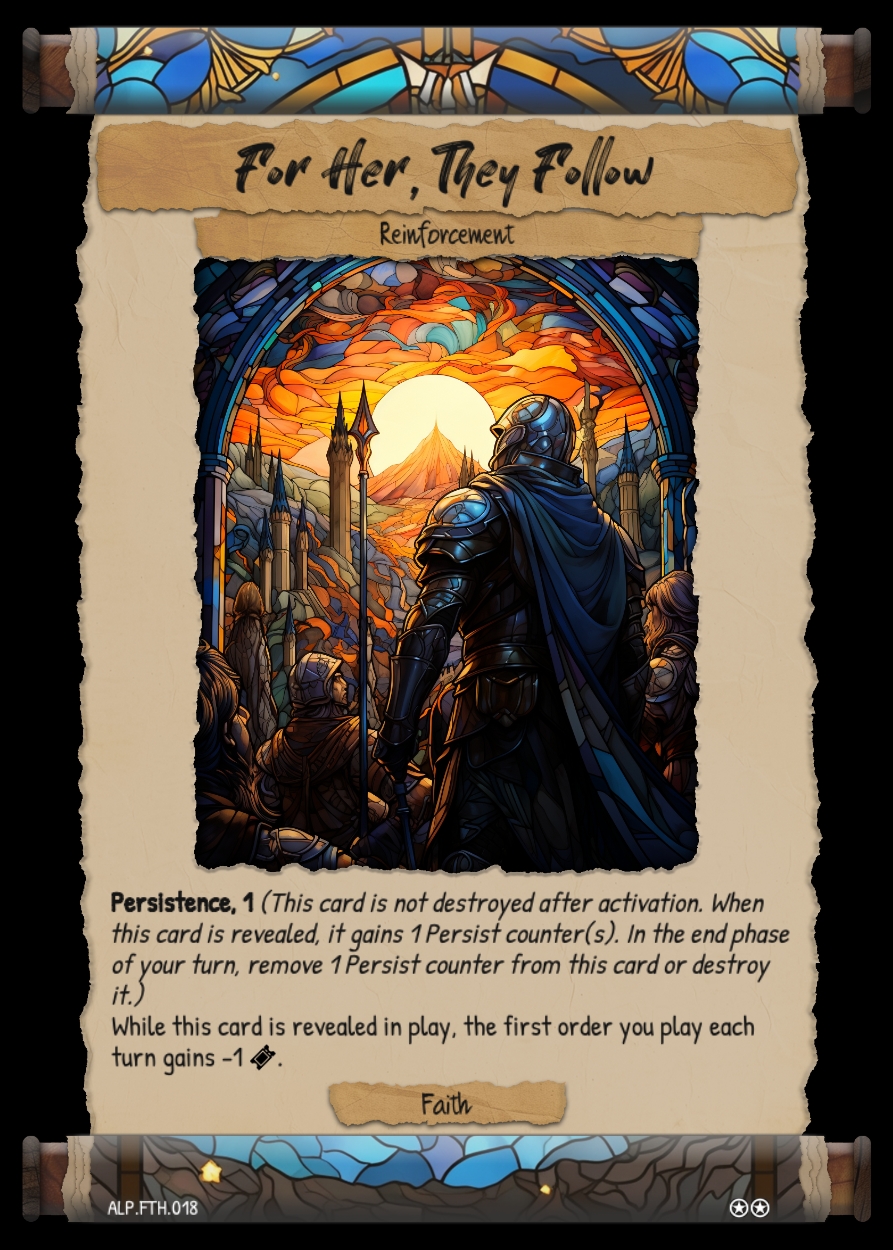 For Her, They Follow
Reinforcement
Persistence, 1 (This card is not destroyed after activation. When
this card is revealed, it gains 1 Persist counter(s). In the end phase
of your turn, remove 1 Persist counter from this card or destroy
it.)
While this card is revealed in play, the first order you play each
turn gains -1 .
Faith
ALP.FTH.018